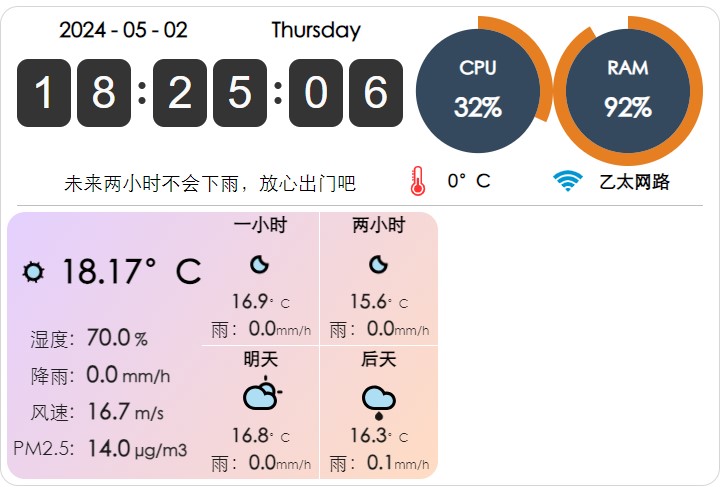 2024 - 05 - 02 Thursday
18:25:06
CPU
32%
RAM
92%
未来两小时不会下雨，放心出门吧
0° C
乙太网路
18.17° C
湿度: 70.0 %
降雨: 0.0 mm/h
风速: 16.7 m/s
PM2.5: 14.0 µg/m3
一小时
16.9° C
雨: 0.0mm/h
两小时
15.6° C
雨: 0.0mm/h
明天
16.8° C
雨: 0.0mm/h
后天
16.3° C
雨: 0.1mm/h